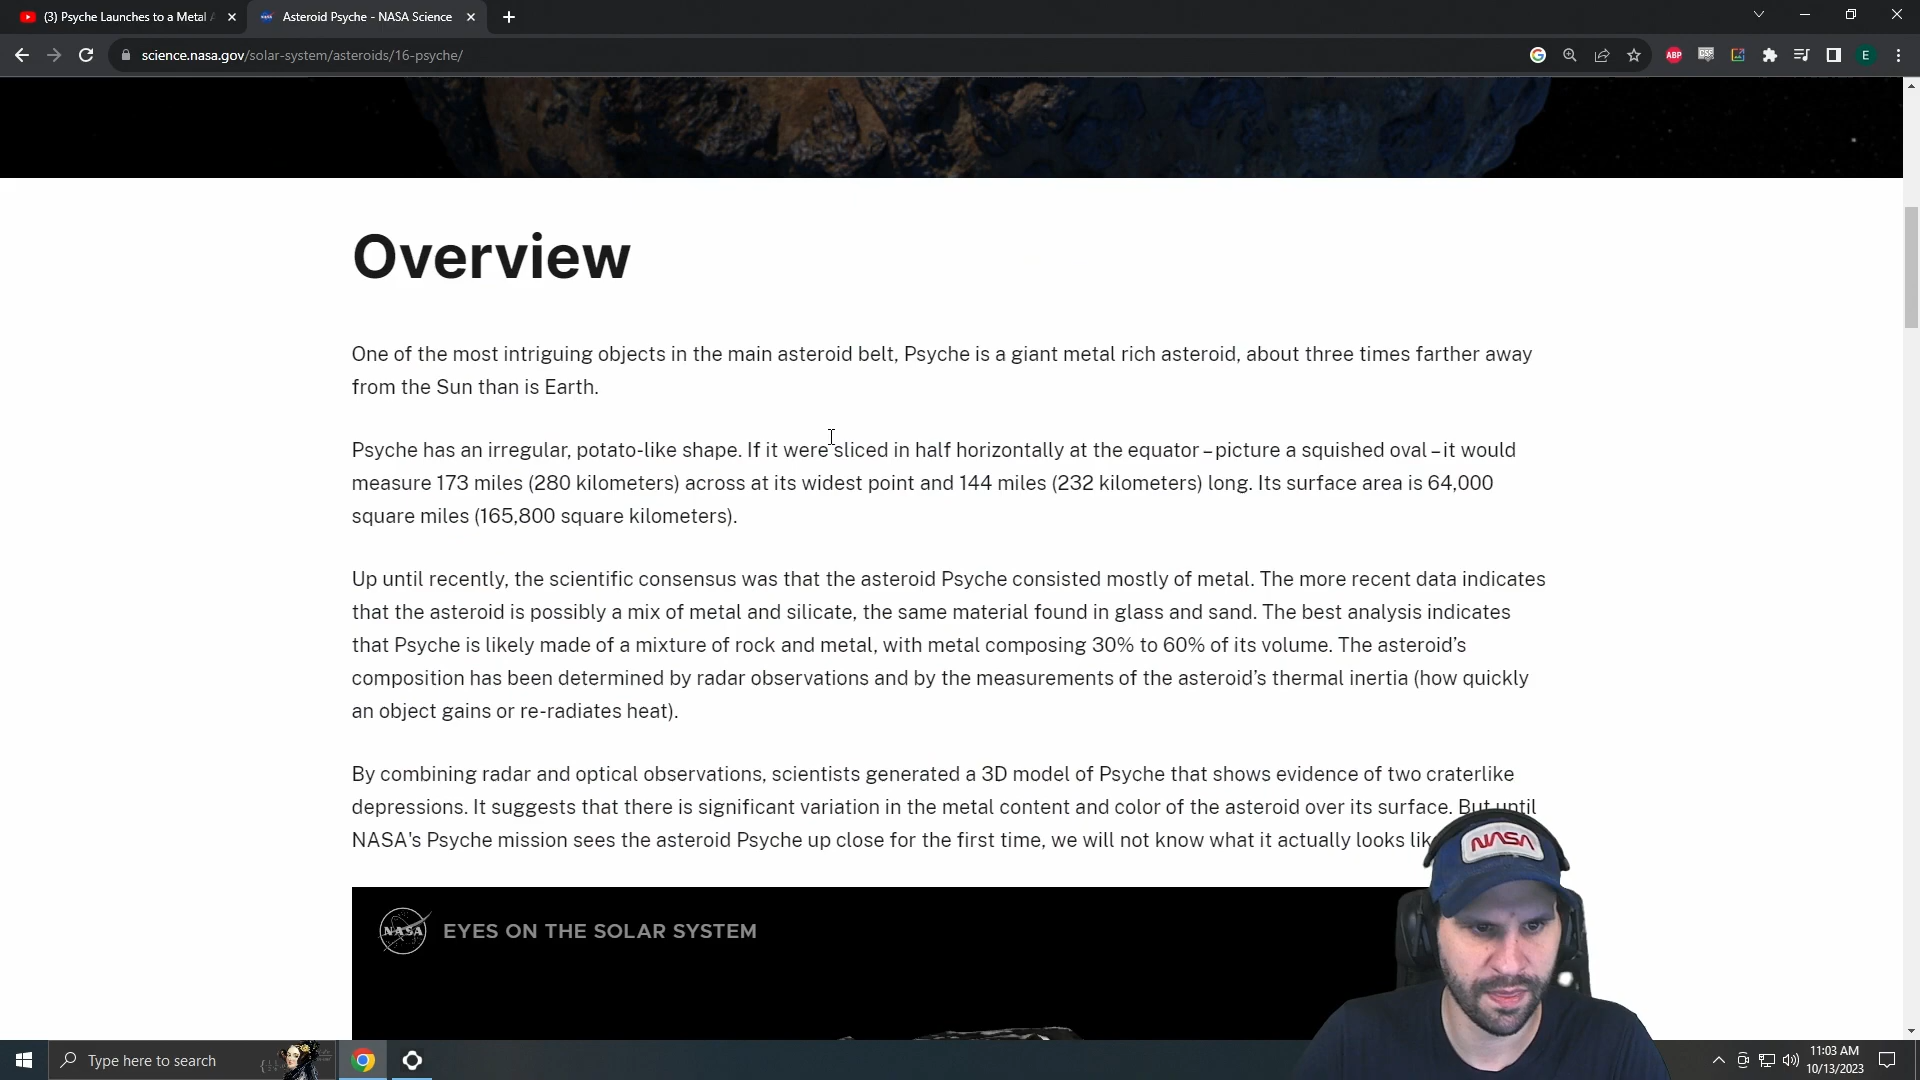 (3) Psyche Launches to a Metal
Asteroid Psyche - NASA Science
science.nasa.gov/solar-system/asteroids/16-psyche/
ABP
E
Overview
One of the most intriguing objects in the main asteroid belt, Psyche is a giant metal rich asteroid, about three times farther away
from the Sun than is Earth.
Psyche has an irregular, potato-like shape. If it were sliced in half horizontally at the equator – picture a squished oval – it would
measure 173 miles (280 kilometers) across at its widest point and 144 miles (232 kilometers) long. Its surface area is 64,000
square miles (165,800 square kilometers).
Up until recently, the scientific consensus was that the asteroid Psyche consisted mostly of metal. The more recent data indicates
that the asteroid is possibly a mix of metal and silicate, the same material found in glass and sand. The best analysis indicates
that Psyche is likely made of a mixture of rock and metal, with metal composing 30% to 60% of its volume. The asteroid’s
composition has been determined by radar observations and by the measurements of the asteroid’s thermal inertia (how quickly
an object gains or re-radiates heat).
By combining radar and optical observations, scientists generated a 3D model of Psyche that shows evidence of two craterlike
depressions. It suggests that there is significant variation in the metal content and color of the asteroid over its surface. But until
NASA's Psyche mission sees the asteroid Psyche up close for the first time, we will not know what it actually looks lik
NASA
NASA EYES ON THE SOLAR SYSTEM
Type here to search
11:03 AM
10/13/2023